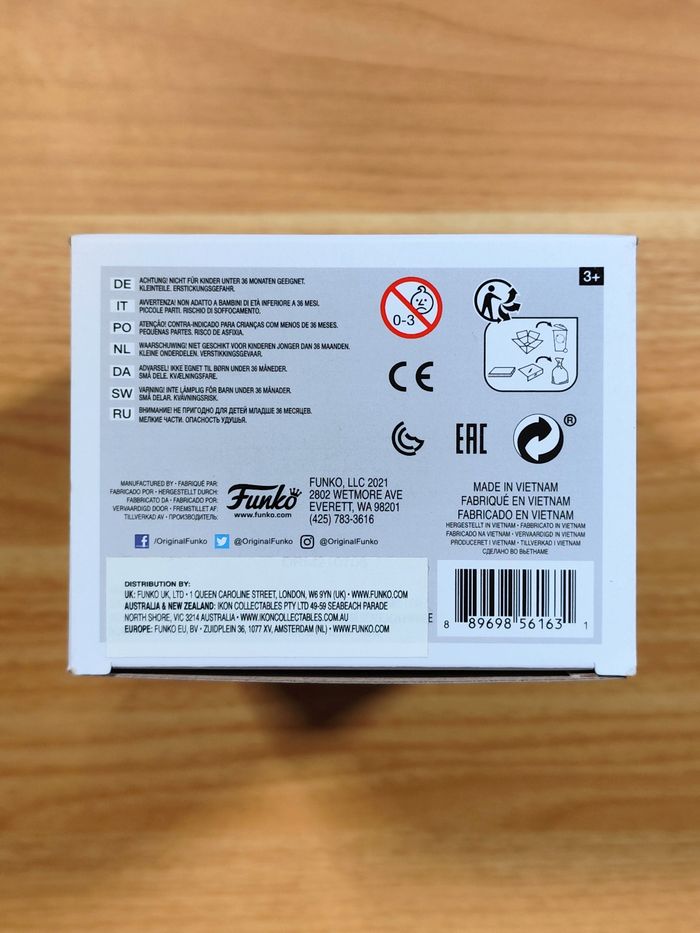 3+
DE ACHTUNG! NICHT FÜR KINDER UNTER 36 MONATEN GEEIGNET.
KLEINTEILE. ERSTICKUNGSGEFAHR.
IT AVVERTENZA! NON ADATTO A BAMBINI DI ETÀ INFERIORE A 36 MESI.
PICCOLE PARTI. RISCHIO DI SOFFOCAMENTO.
PO ATENÇÃO! CONTRA-INDICADO PARA CRIANÇAS COM MENOS DE 36 MESES.
PEQUENAS PARTES. RISCO DE ASFIXIA.
NL WAARSCHUWING! NIET GESCHIKT VOOR KINDEREN JONGER DAN 36 MAANDEN.
KLEINE ONDERDELEN. VERSTIKKINGSGEVAAR.
DA ADVARSEL! IKKE EGNET TIL BØRN UNDER 36 MÅNEDER.
SMÅ DELE. KVÆLNINGSFARE.
SW VARNING! INTE LÄMPLIG FÖR BARN UNDER 36 MÅNADER.
SMÅ DELAR. KVÄVNINGSRISK.
RU ВНИМАНИЕ! НЕ ПРИГОДНО ДЛЯ ДЕТЕЙ МЛАДШЕ 36 МЕСЯЦЕВ.
МЕЛКИЕ ЧАСТИ. ОПАСНОСТЬ УДУШЬЯ.
0-3
CE
EAC
®
MANUFACTURED BY • FABRIQUÉ PAR:
FABRICADO POR • HERGESTELLT DURCH:
FABBRICATO DA • FABRICADO POR:
VERVAARDIGD DOOR • FREMSTILLET AF:
TILLVERKAD AV • ПРОИЗВОДИТЕЛЬ:
Funko
www.funko.com
FUNKO, LLC 2021
2802 WETMORE AVE
EVERETT, WA 98201
(425) 783-3616
MADE IN VIETNAM
FABRIQUÉ EN VIETNAM
FABRICADO EN VIETNAM
HERGESTELLT IN VIETNAM • FABBRICATO IN VIETNAM
FABRICADO NA VIETNAM • VERVAARDIGD IN VIETNAM
PRODUCERET I VIETNAM • TILLVERKAD I VIETNAM
СДЕЛАНО ВО ВЬЕТНАМЕ
f /OriginalFunko @OriginalFunko @OriginalFunko
DISTRIBUTION BY:
UK: FUNKO UK, LTD • 1 QUEEN CAROLINE STREET, LONDON, W6 9YN (UK) • WWW.FUNKO.COM
AUSTRALIA & NEW ZEALAND: IKON COLLECTABLES PTY LTD 49-59 SEABEACH PARADE
NORTH SHORE, VIC 3214 AUSTRALIA • WWW.IKONCOLLECTABLES.COM.AU
EUROPE: FUNKO EU, BV • ZUIDPLEIN 36, 1077 XV, AMSTERDAM (NL) • WWW.FUNKO.COM
8 89698 56163 1